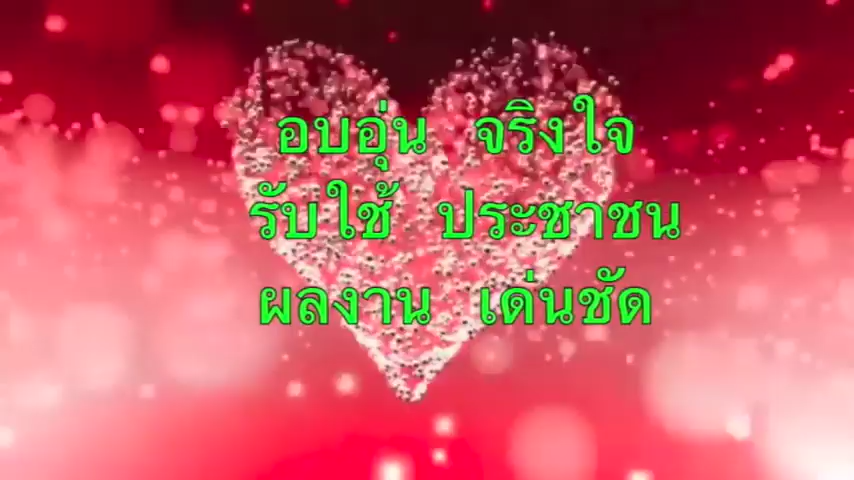 อบอุ่น จริงใจ
รับใช้ ประชาชน
ผลงาน เด่นชัด